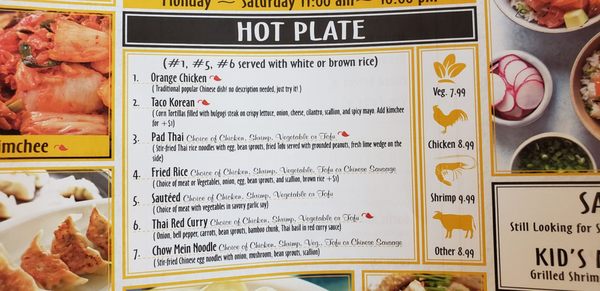 Monday ~ Saturday 11:00 am ~ 10:00 pm
HOT PLATE
(#1, #5, #6 served with white or brown rice)
1. Orange Chicken
( Traditional popular Chinese dish! no description needed, just try it! )
2. Taco Korean
( Corn Tortillas filled with bulgogi steak on crispy lettuce, onion, cheese, cilantro, scallion, and spicy mayo. Add kimchee
for +$1)
3. Pad Thai Choice of Chicken, Shrimp, Vegetable or Tofu
( Stir-fried Thai rice noodles with egg, bean sprouts, fried tofu served with grounded peanuts, fresh lime wedge on the
side)
4. Fried Rice Choice of Chicken, Shrimp, Vegetable, Tofu or Chinese Sausage
( Choice of meat or Vegetables, onion, egg, bean sprouts, and scallion, brown rice +$1)
5. Sautéed Choice of Chicken, Shrimp, Vegetable or Tofu
( Choice of meat with vegetables in savory garlic soy)
6. Thai Red Curry Choice of Chicken, Shrimp, Vegetable or Tofu
( Onion, bell pepper, carrots, bean sprouts, bamboo chunk, Thai basil in red curry sauce)
7. Chow Mein Noodle Choice of Chicken, Shrimp, Veg., Tofu or Chinese Sausage
( Stir-fried Chinese egg noodles with onion, mushroom, bean sprouts, scallion)
Veg. 7.99
Chicken 8.99
Shrimp 9.99
Other 8.99
imchee
SA
Still Looking for S
KID'S
Grilled Shrim